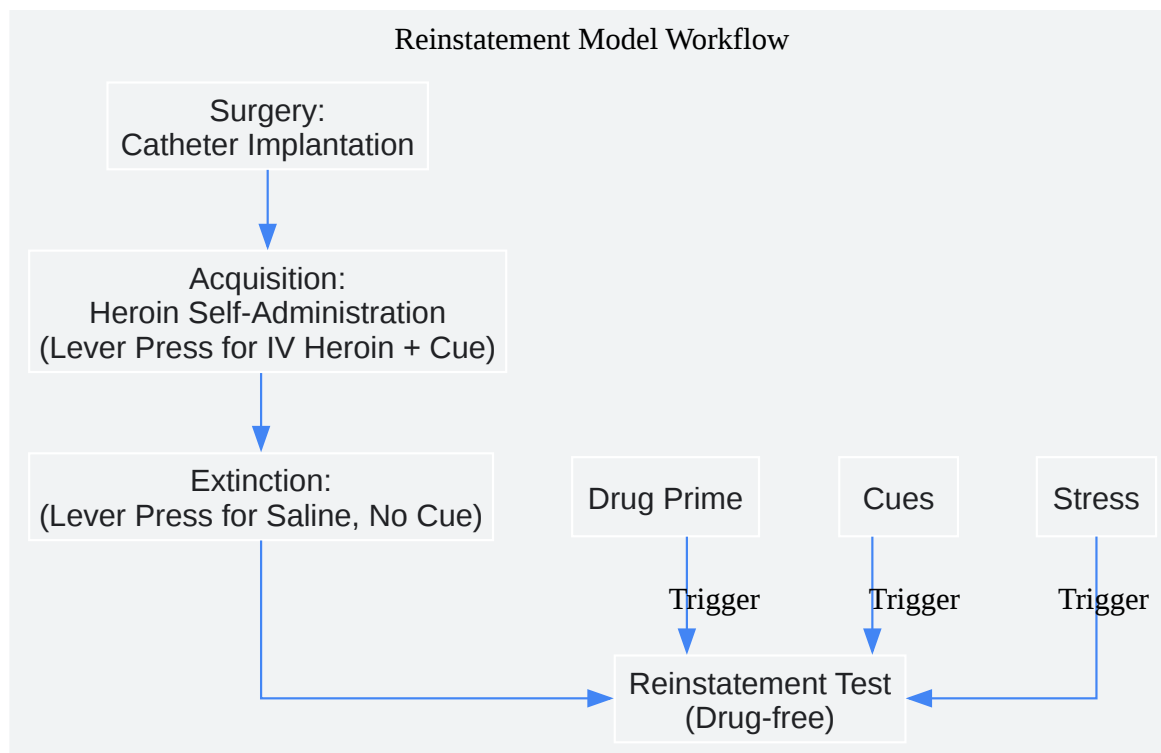 Reinstatement Model Workflow
Surgery:
Catheter Implantation
Acquisition:
Heroin Self-Administration
(Lever Press for IV Heroin + Cue)
Extinction:
(Lever Press for Saline, No Cue)
Drug Prime
Cues
Stress
Trigger
Trigger
Trigger
Reinstatement Test
(Drug-free)